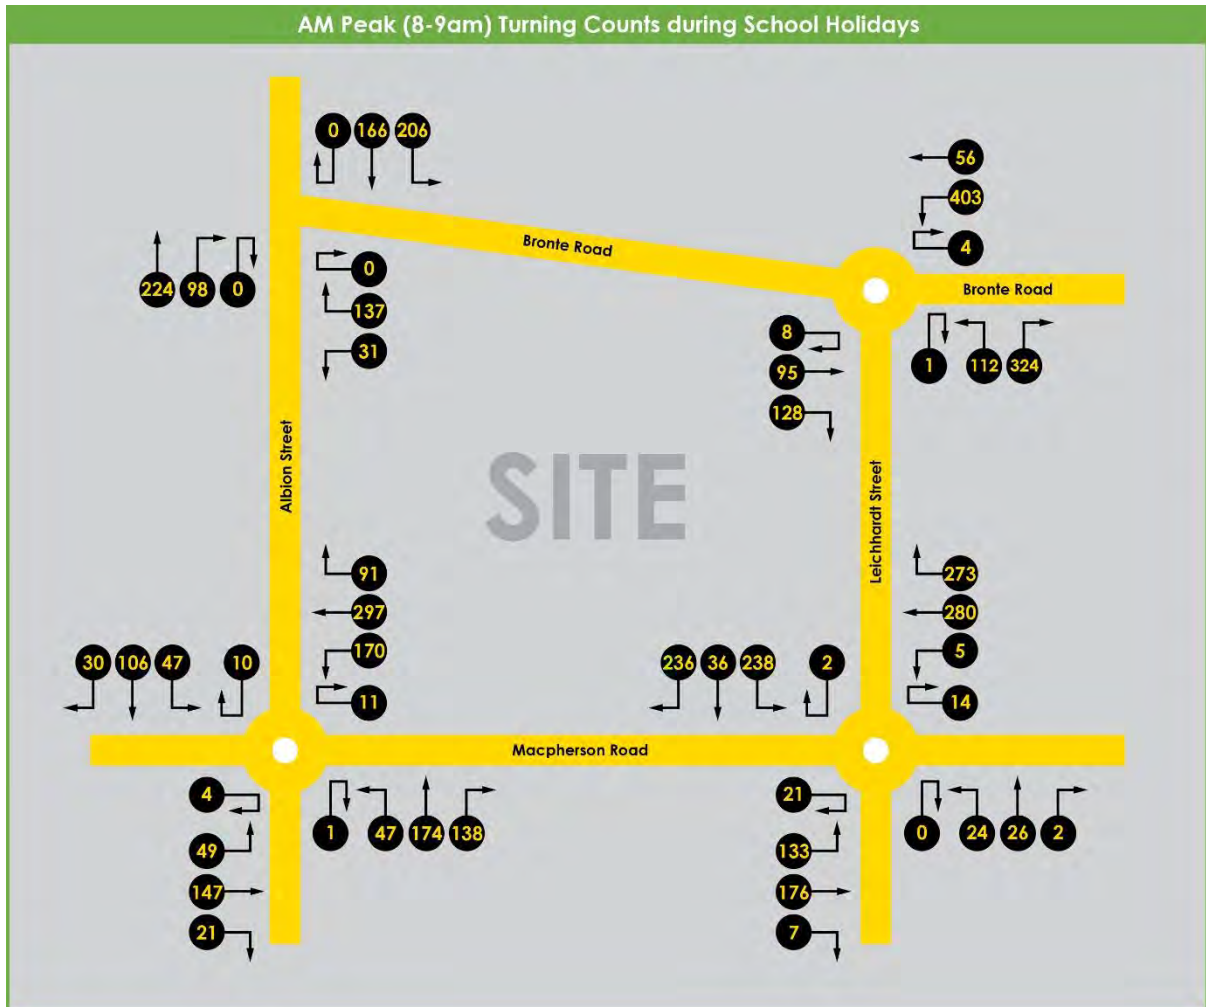 AM Peak (8-9am) Turning Counts during School Holidays
0 166 206
56
403
4
Bronte Road
224 98 0
0
137
31
Bronte Road
8
95
128
1 112 324
Albion Street
SITE
Leichhardt Street
91
297
170
11
273
280
5
14
30 106 47 10
236 36 238 2
Macpherson Road
4
49
147
21
1 47 174 138
21
133
176
7
0 24 26 2